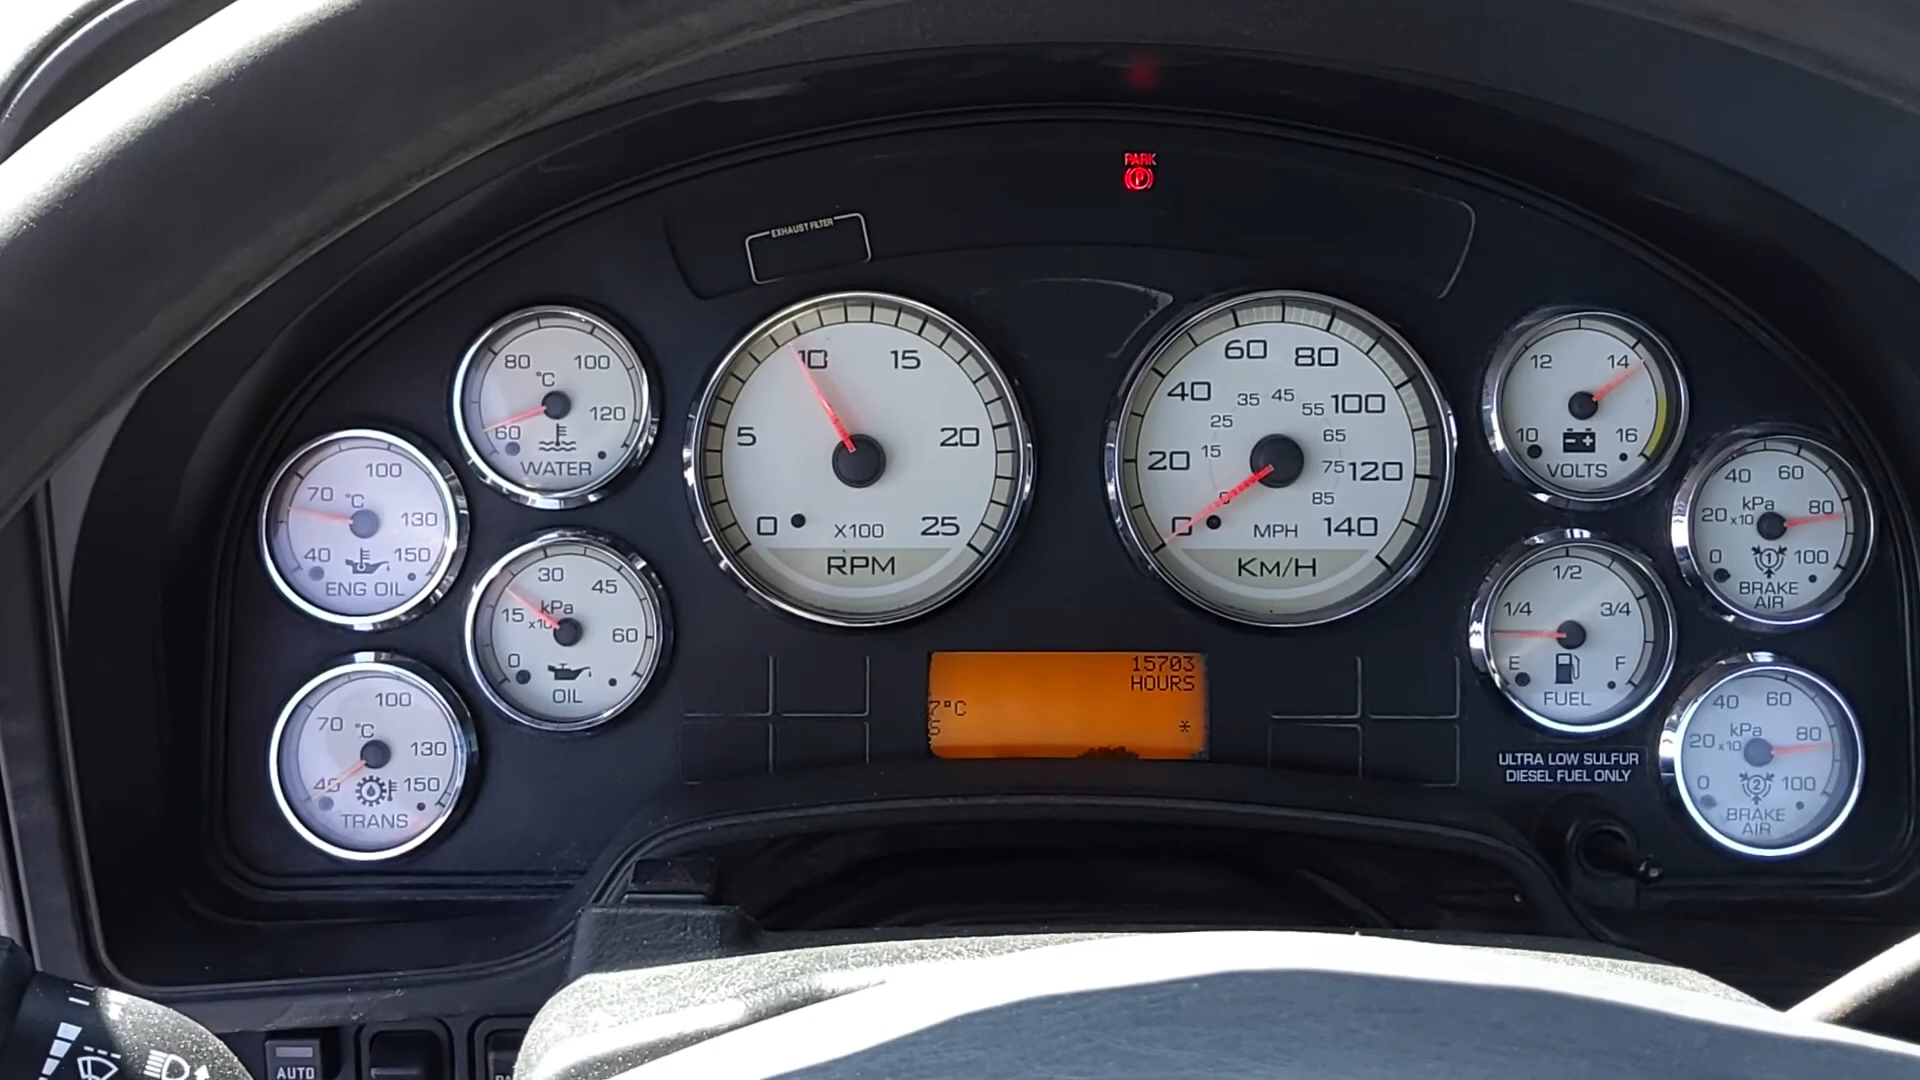 PARK
P
EXHAUST FILTER
80 100
°C
60 120
WATER
100
70 °C
130
40 150
ENG OIL
30 45
15 kPa
x10
60
0
OIL
100
70 °C
130
40 150
TRANS
10 15
5 20
0 X100 25
RPM
60 80
40 100
35 45 55
25 65
20 15 75 120
0 85
0 MPH 140
KM/H
12 14
10 16
VOLTS
1/2
1/4 3/4
E F
FUEL
40 60
kPa 80
20 x10
1
0 100
BRAKE
AIR
40 60
kPa 80
20 x10
2
0 100
BRAKE
AIR
15703
HOURS
7°C
*
ULTRA LOW SULFUR
DIESEL FUEL ONLY
AUTO